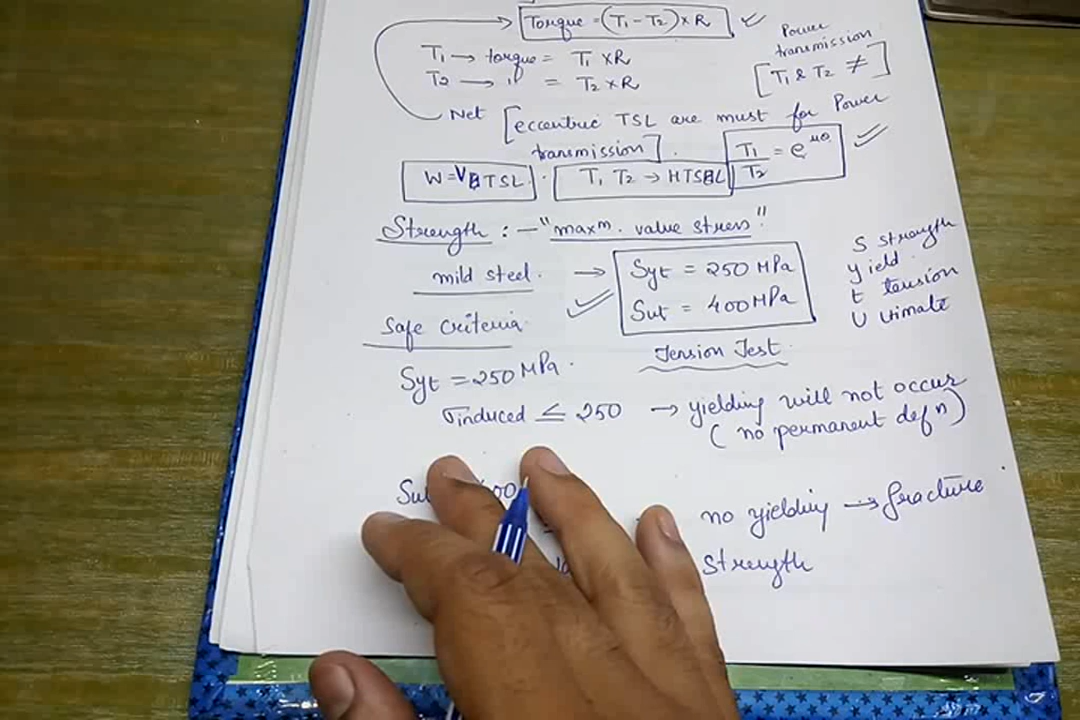 Torque = (T1 - T2) × R
T1 → torque = T1 × R
T2 → " = T2 × R
Power
transmission
[T1 & T2 ≠]
Net [eccentric TSL are must for Power
transmission].
T1/T2 = e^μθ
W = VBTSL.
T1 T2 → HTSBL
Strength : - "maxm. value stress"
mild steel. → Syt = 250 MPa
Sut = 400 MPa
S strength
y yield.
t tension
U Utimate
Safe Criteria
Tension Test
Syt = 250 MPa.
σinduced ≤ 250 → yielding will not occur
(no permanent defn)
Sut
no yielding → fracture
strength